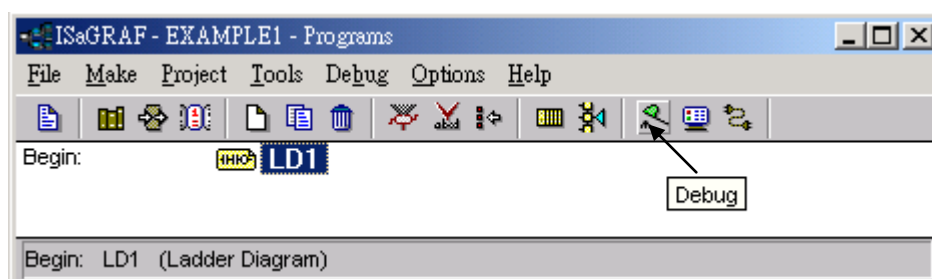 ISaGRAF - EXAMPLE1 - Programs
File Make Project Tools Debug Options Help
Begin: LD1
Debug
Begin: LD1 (Ladder Diagram)